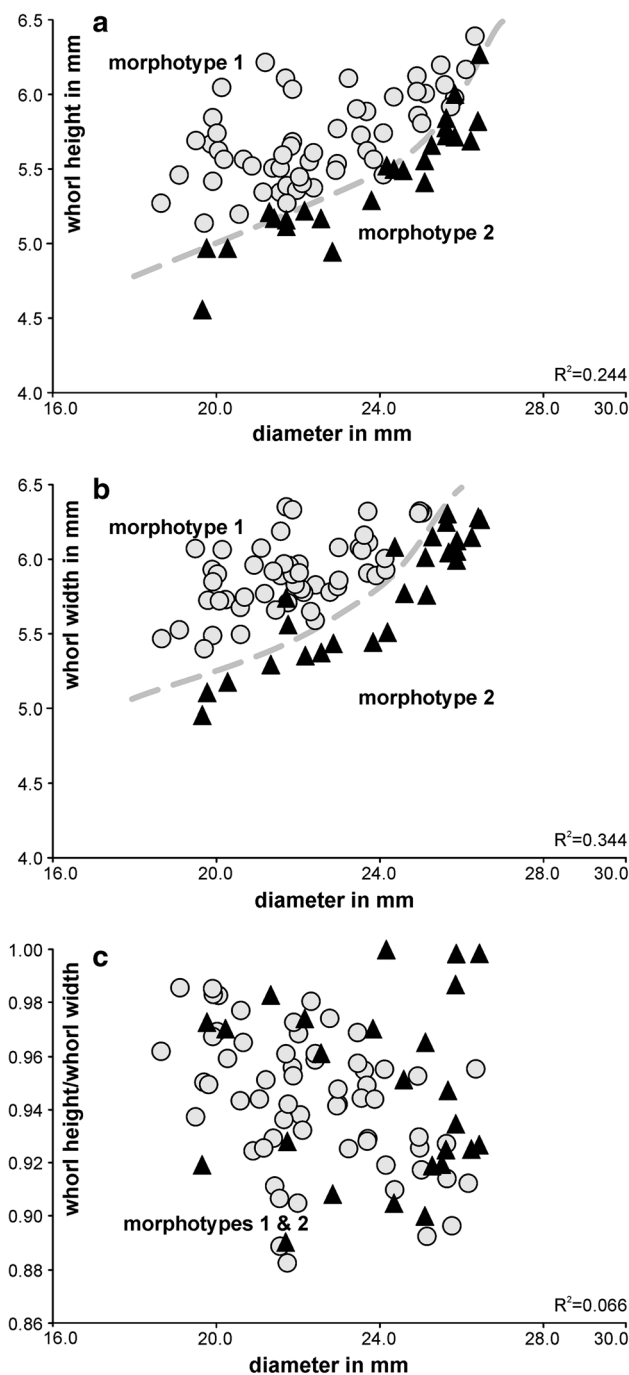 a
6.5
morphotype 1
6.0
5.5
whorl height in mm
5.0
morphotype 2
4.5
4.0
R²=0.244
16.0 20.0 24.0 28.0 30.0
diameter in mm
b
6.5
morphotype 1
6.0
5.5
whorl width in mm
5.0
morphotype 2
4.5
4.0
R²=0.344
16.0 20.0 24.0 28.0 30.0
diameter in mm
c
1.00
0.98
0.96
0.94
whorl height/whorl width
0.92
0.90
morphotypes 1 & 2
0.88
0.86
R²=0.066
16.0 20.0 24.0 28.0 30.0
diameter in mm